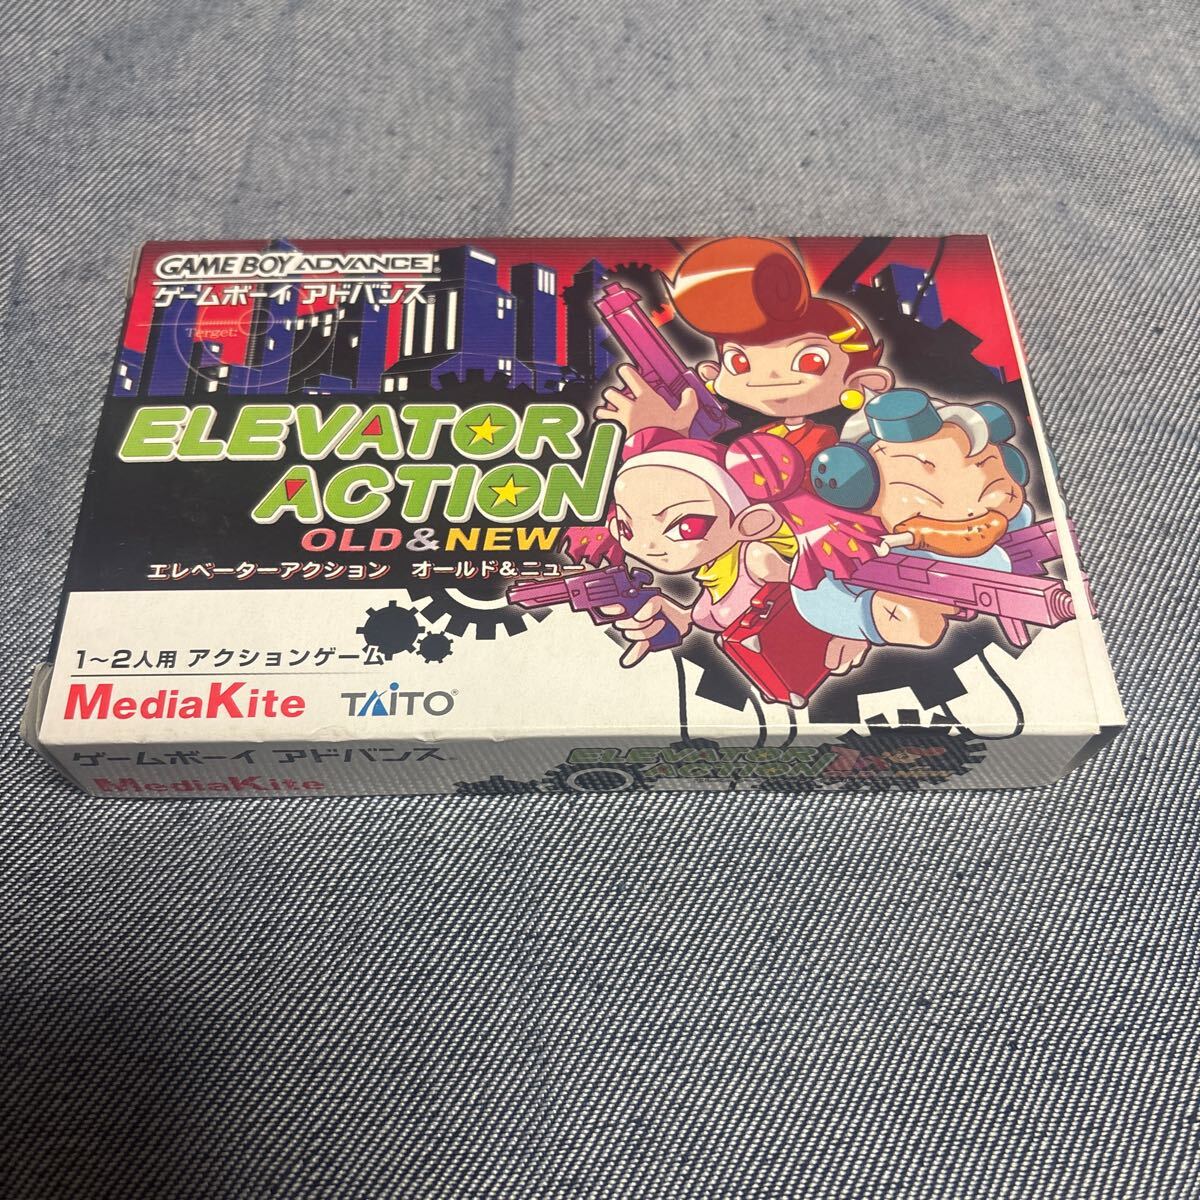 GAME BOY ADVANCE
ゲームボーイ アドバンス
Terget:
ELEVATOR
ACTION
OLD & NEW
エレベーターアクション オールド&ニュー
1～2人用 アクションゲーム
MediaKite TAITO®
ゲームボーイ アドバンス
ELEVATOR
ACTION
MediaKite